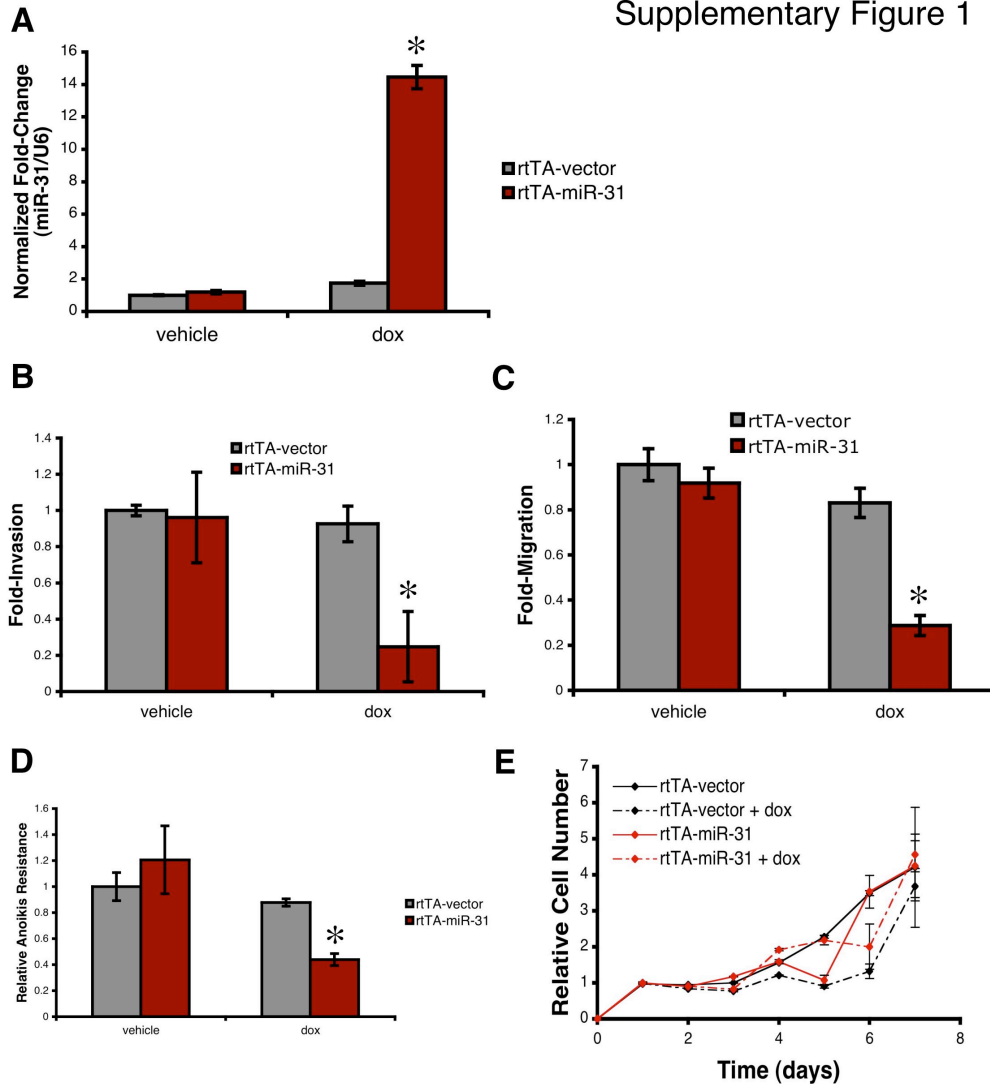 Supplementary Figure 1
A
Normalized Fold-Change
(miR-31/U6)
16
14
12
10
8
6
4
2
0
*
vehicle
dox
rtTA-vector
rtTA-miR-31
B
Fold-Invasion
1.4
1.2
1
0.8
0.6
0.4
0.2
0
rtTA-vector
rtTA-miR-31
*
vehicle
dox
C
Fold-Migration
1.2
1
0.8
0.6
0.4
0.2
0
rtTA-vector
rtTA-miR-31
*
vehicle
dox
D
Relative Anoikis Resistance
1.6
1.4
1.2
1
0.8
0.6
0.4
0.2
0
*
vehicle
dox
rtTA-vector
rtTA-miR-31
E
Relative Cell Number
7
6
5
4
3
2
1
0
rtTA-vector
rtTA-vector + dox
rtTA-miR-31
rtTA-miR-31 + dox
0 2 4 6 8
Time (days)